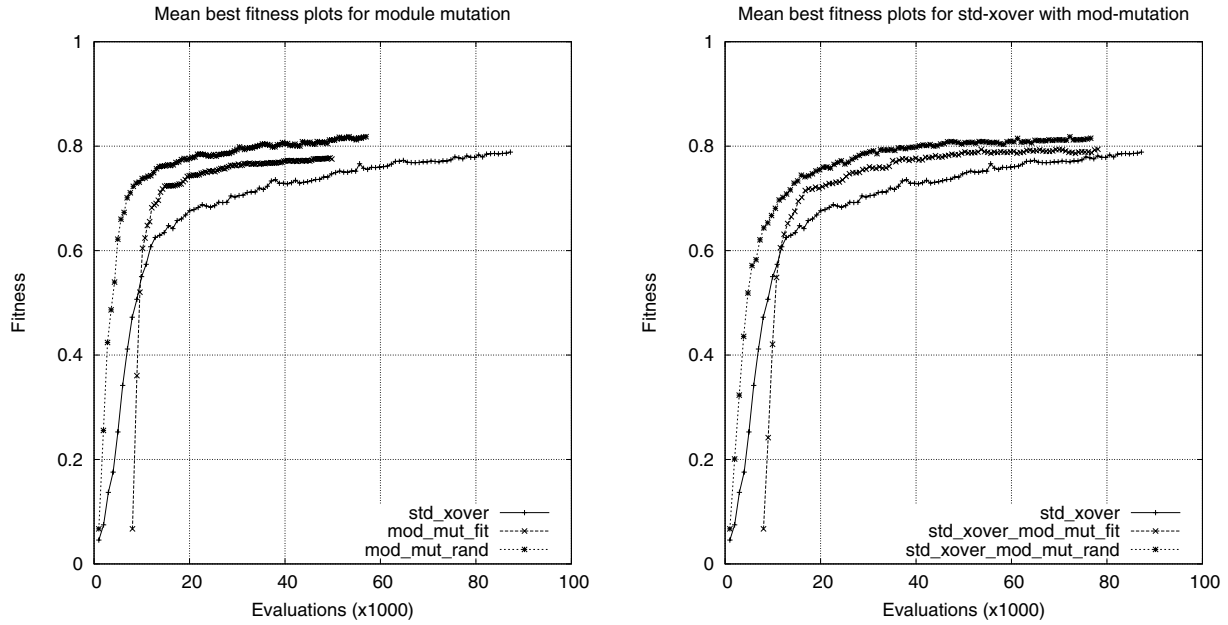 Mean best fitness plots for module mutation
1
0.8
0.6
0.4
0.2
0
Fitness
0 20 40 60 80 100
Evaluations (x1000)
std_xover
mod_mut_fit
mod_mut_rand
Mean best fitness plots for std-xover with mod-mutation
1
0.8
0.6
0.4
0.2
0
Fitness
0 20 40 60 80 100
Evaluations (x1000)
std_xover
std_xover_mod_mut_fit
std_xover_mod_mut_rand